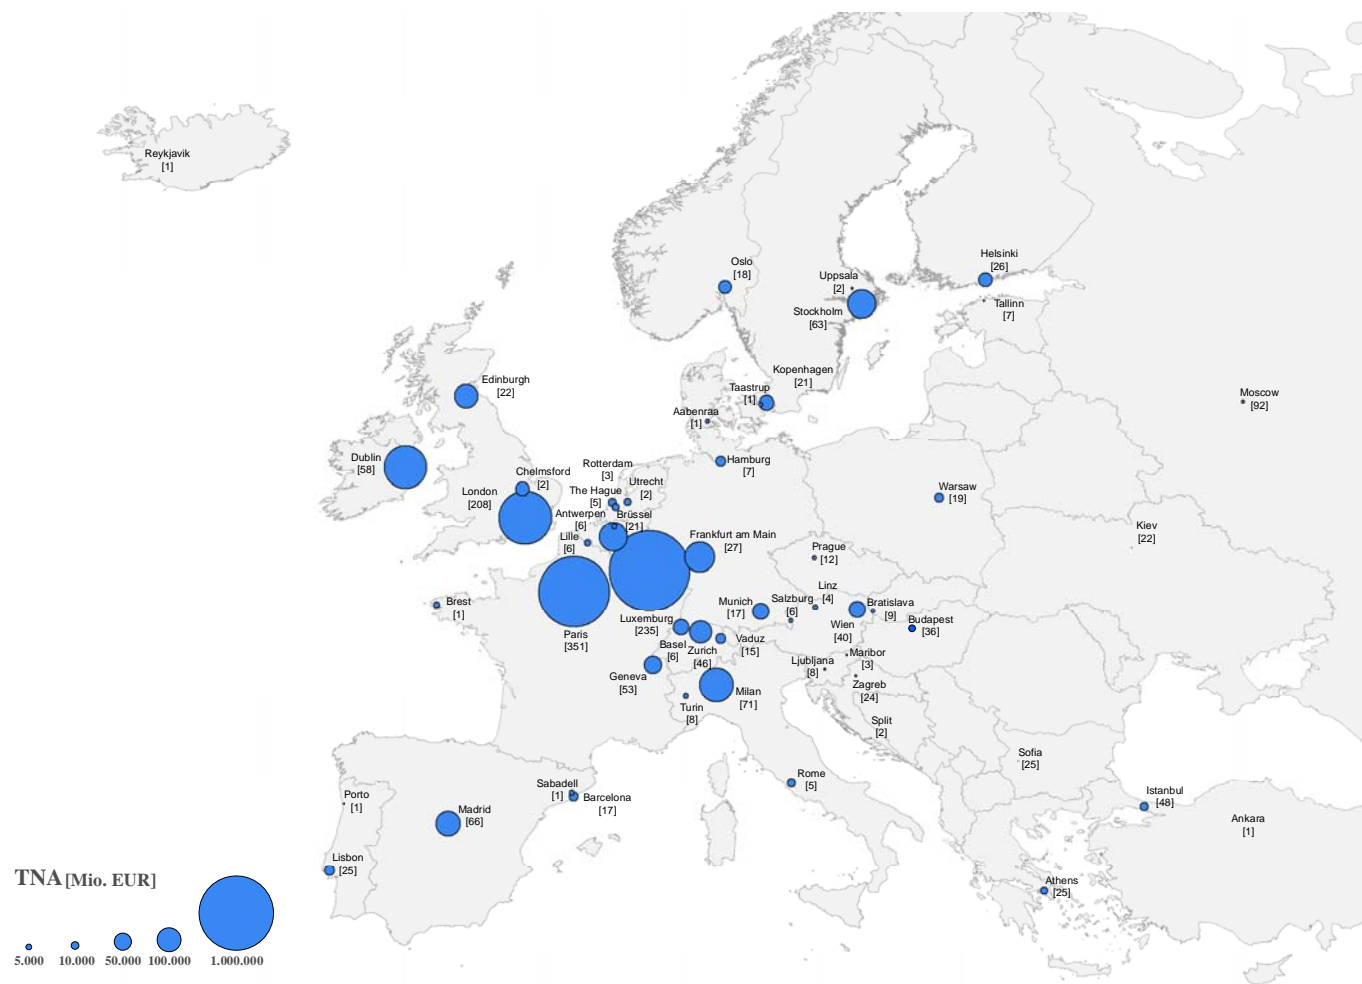 Reykjavik
[1]
Oslo
[18]
Helsinki
[26]
Uppsala
[2]
Stockholm
[63]
Tallinn
[7]
Kopenhagen
[21]
Taastrup
[1]
Edinburgh
[22]
Moscow
[92]
Aabenraa
[1]
Dublin
[58]
Hamburg
[7]
Chelmsford
[2]
Rotterdam
[3]
Utrecht
[2]
London
[208]
The Hague
[5]
Warsaw
[19]
Antwerpen
[6]
Brüssel
[21]
Kiev
[22]
Lille
[6]
Frankfurt am Main
[27]
Prague
[12]
Brest
[1]
Munich
[17]
Salzburg
[6]
Linz
[4]
Bratislava
[9]
Wien
[40]
Budapest
[36]
Paris
[351]
Luxemburg
[235]
Basel
[6]
Zurich
[46]
Vaduz
[15]
Geneva
[53]
Ljubljana
[8]
Maribor
[3]
Zagreb
[24]
Milan
[71]
Turin
[8]
Split
[2]
Sofia
[25]
Rome
[5]
Istanbul
[48]
Sabadell
[1]
Barcelona
[17]
Porto
[1]
Madrid
[66]
Ankara
[1]
Lisbon
[25]
Athens
[25]
TNA [Mio. EUR]
5.000 10.000 50.000 100.000 1.000.000